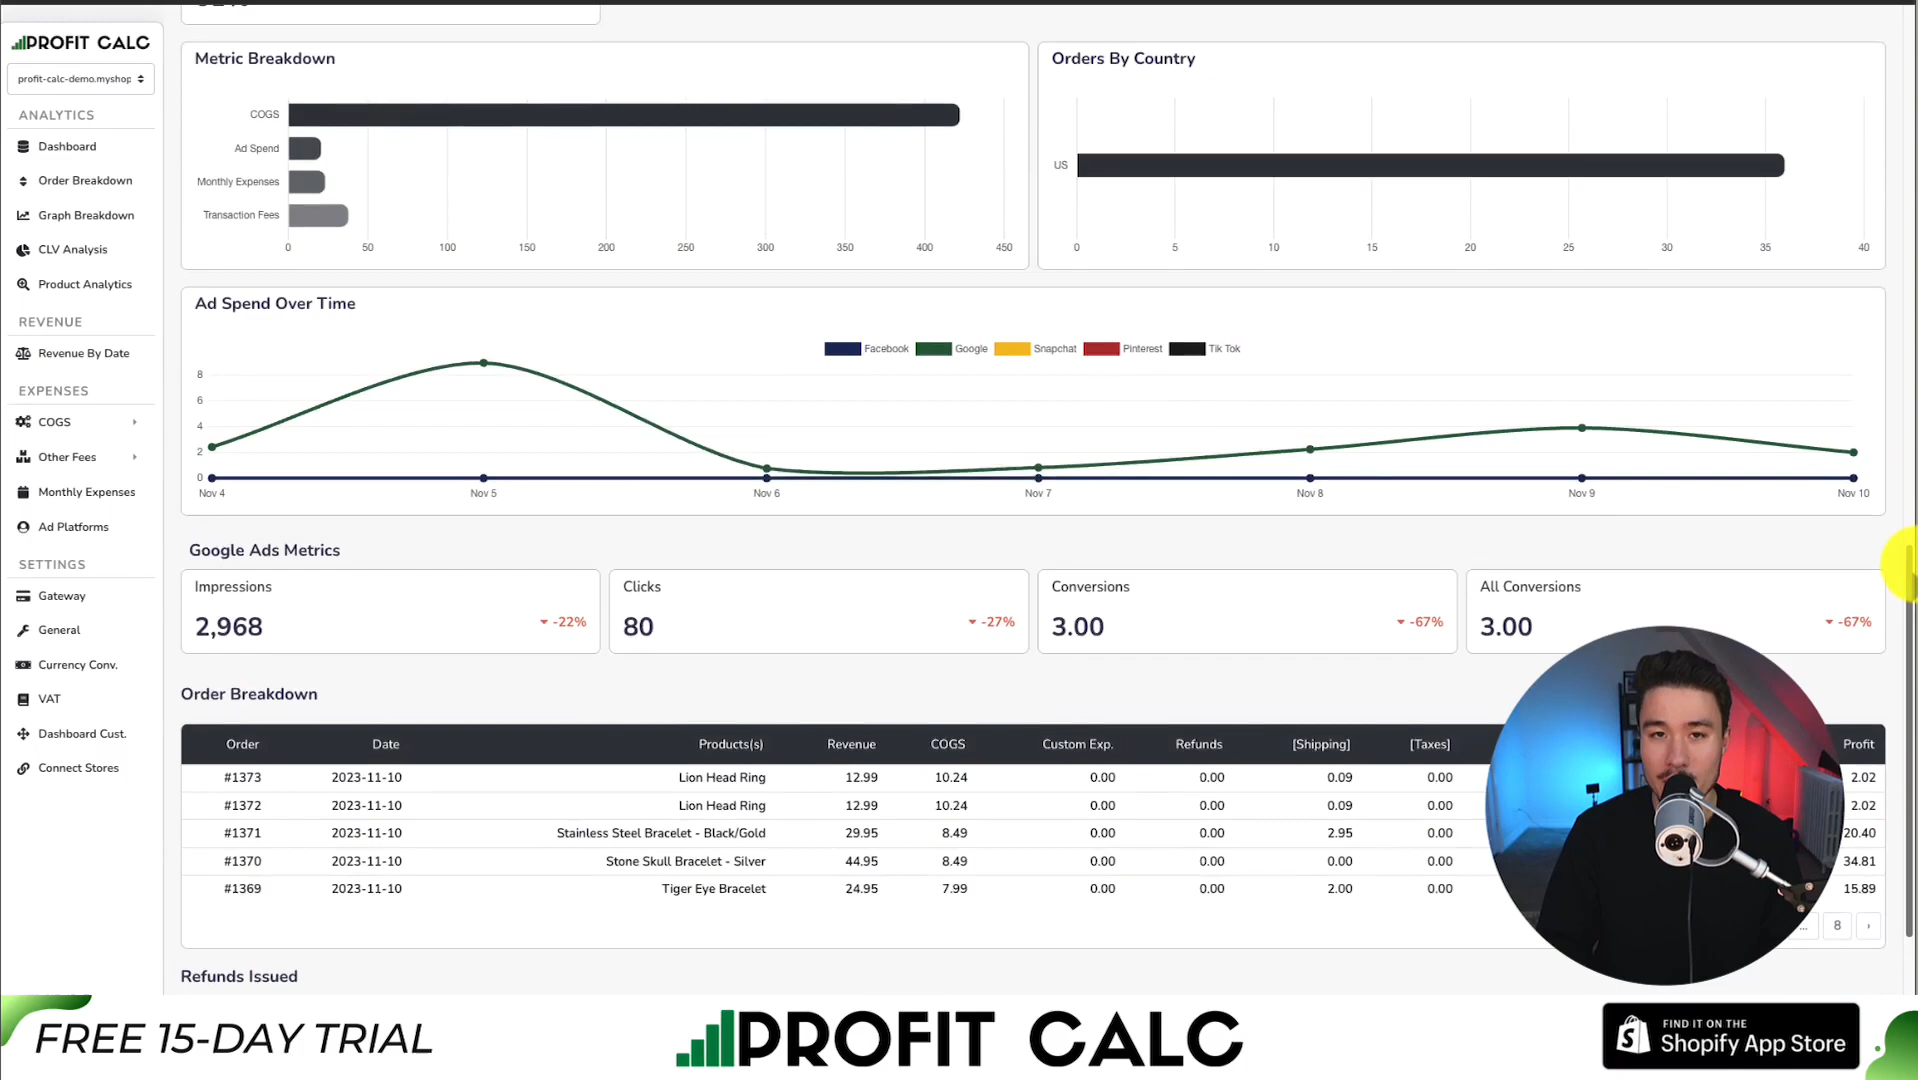 PROFIT CALC
profit-calc-demo.myshop
ANALYTICS
Dashboard
Order Breakdown
Graph Breakdown
CLV Analysis
Product Analytics
REVENUE
Revenue By Date
EXPENSES
COGS
Other Fees
Monthly Expenses
Ad Platforms
SETTINGS
Gateway
General
Currency Conv.
VAT
Dashboard Cust.
Connect Stores
Metric Breakdown
COGS
Ad Spend
Monthly Expenses
Transaction Fees
0 50 100 150 200 250 300 350 400 450
Orders By Country
US
0 5 10 15 20 25 30 35 40
Ad Spend Over Time
Facebook Google Snapchat Pinterest Tik Tok
8
6
4
2
0
Nov 4 Nov 5 Nov 6 Nov 7 Nov 8 Nov 9 Nov 10
Google Ads Metrics
Impressions
2,968 -22%
Clicks
80 -27%
Conversions
3.00 -67%
All Conversions
3.00 -67%
Order Breakdown
Order Date Products(s) Revenue COGS Custom Exp. Refunds [Shipping] [Taxes] Profit
#1373 2023-11-10 Lion Head Ring 12.99 10.24 0.00 0.00 0.09 0.00 2.02
#1372 2023-11-10 Lion Head Ring 12.99 10.24 0.00 0.00 0.09 0.00 2.02
#1371 2023-11-10 Stainless Steel Bracelet - Black/Gold 29.95 8.49 0.00 0.00 2.95 0.00 20.40
#1370 2023-11-10 Stone Skull Bracelet - Silver 44.95 8.49 0.00 0.00 0.00 0.00 34.81
#1369 2023-11-10 Tiger Eye Bracelet 24.95 7.99 0.00 0.00 2.00 0.00 15.89
... 8 ›
Refunds Issued
FREE 15-DAY TRIAL
PROFIT CALC
FIND IT ON THE
Shopify App Store